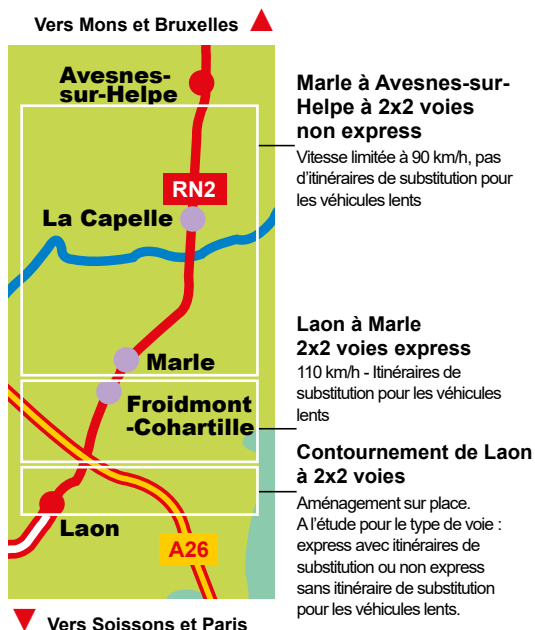 Vers Mons et Bruxelles
Avesnes-
sur-Helpe
RN2
La Capelle
Marle
Froidmont
-Cohartille
Laon
A26
Vers Soissons et Paris
Marle à Avesnes-sur-
Helpe à 2x2 voies
non express
Vitesse limitée à 90 km/h, pas
d'itinéraires de substitution pour
les véhicules lents
Laon à Marle
2x2 voies express
110 km/h - Itinéraires de
substitution pour les véhicules
lents
Contournement de Laon
à 2x2 voies
Aménagement sur place.
A l'étude pour le type de voie :
express avec itinéraires de
substitution ou non express
sans itinéraire de substitution
pour les véhicules lents.